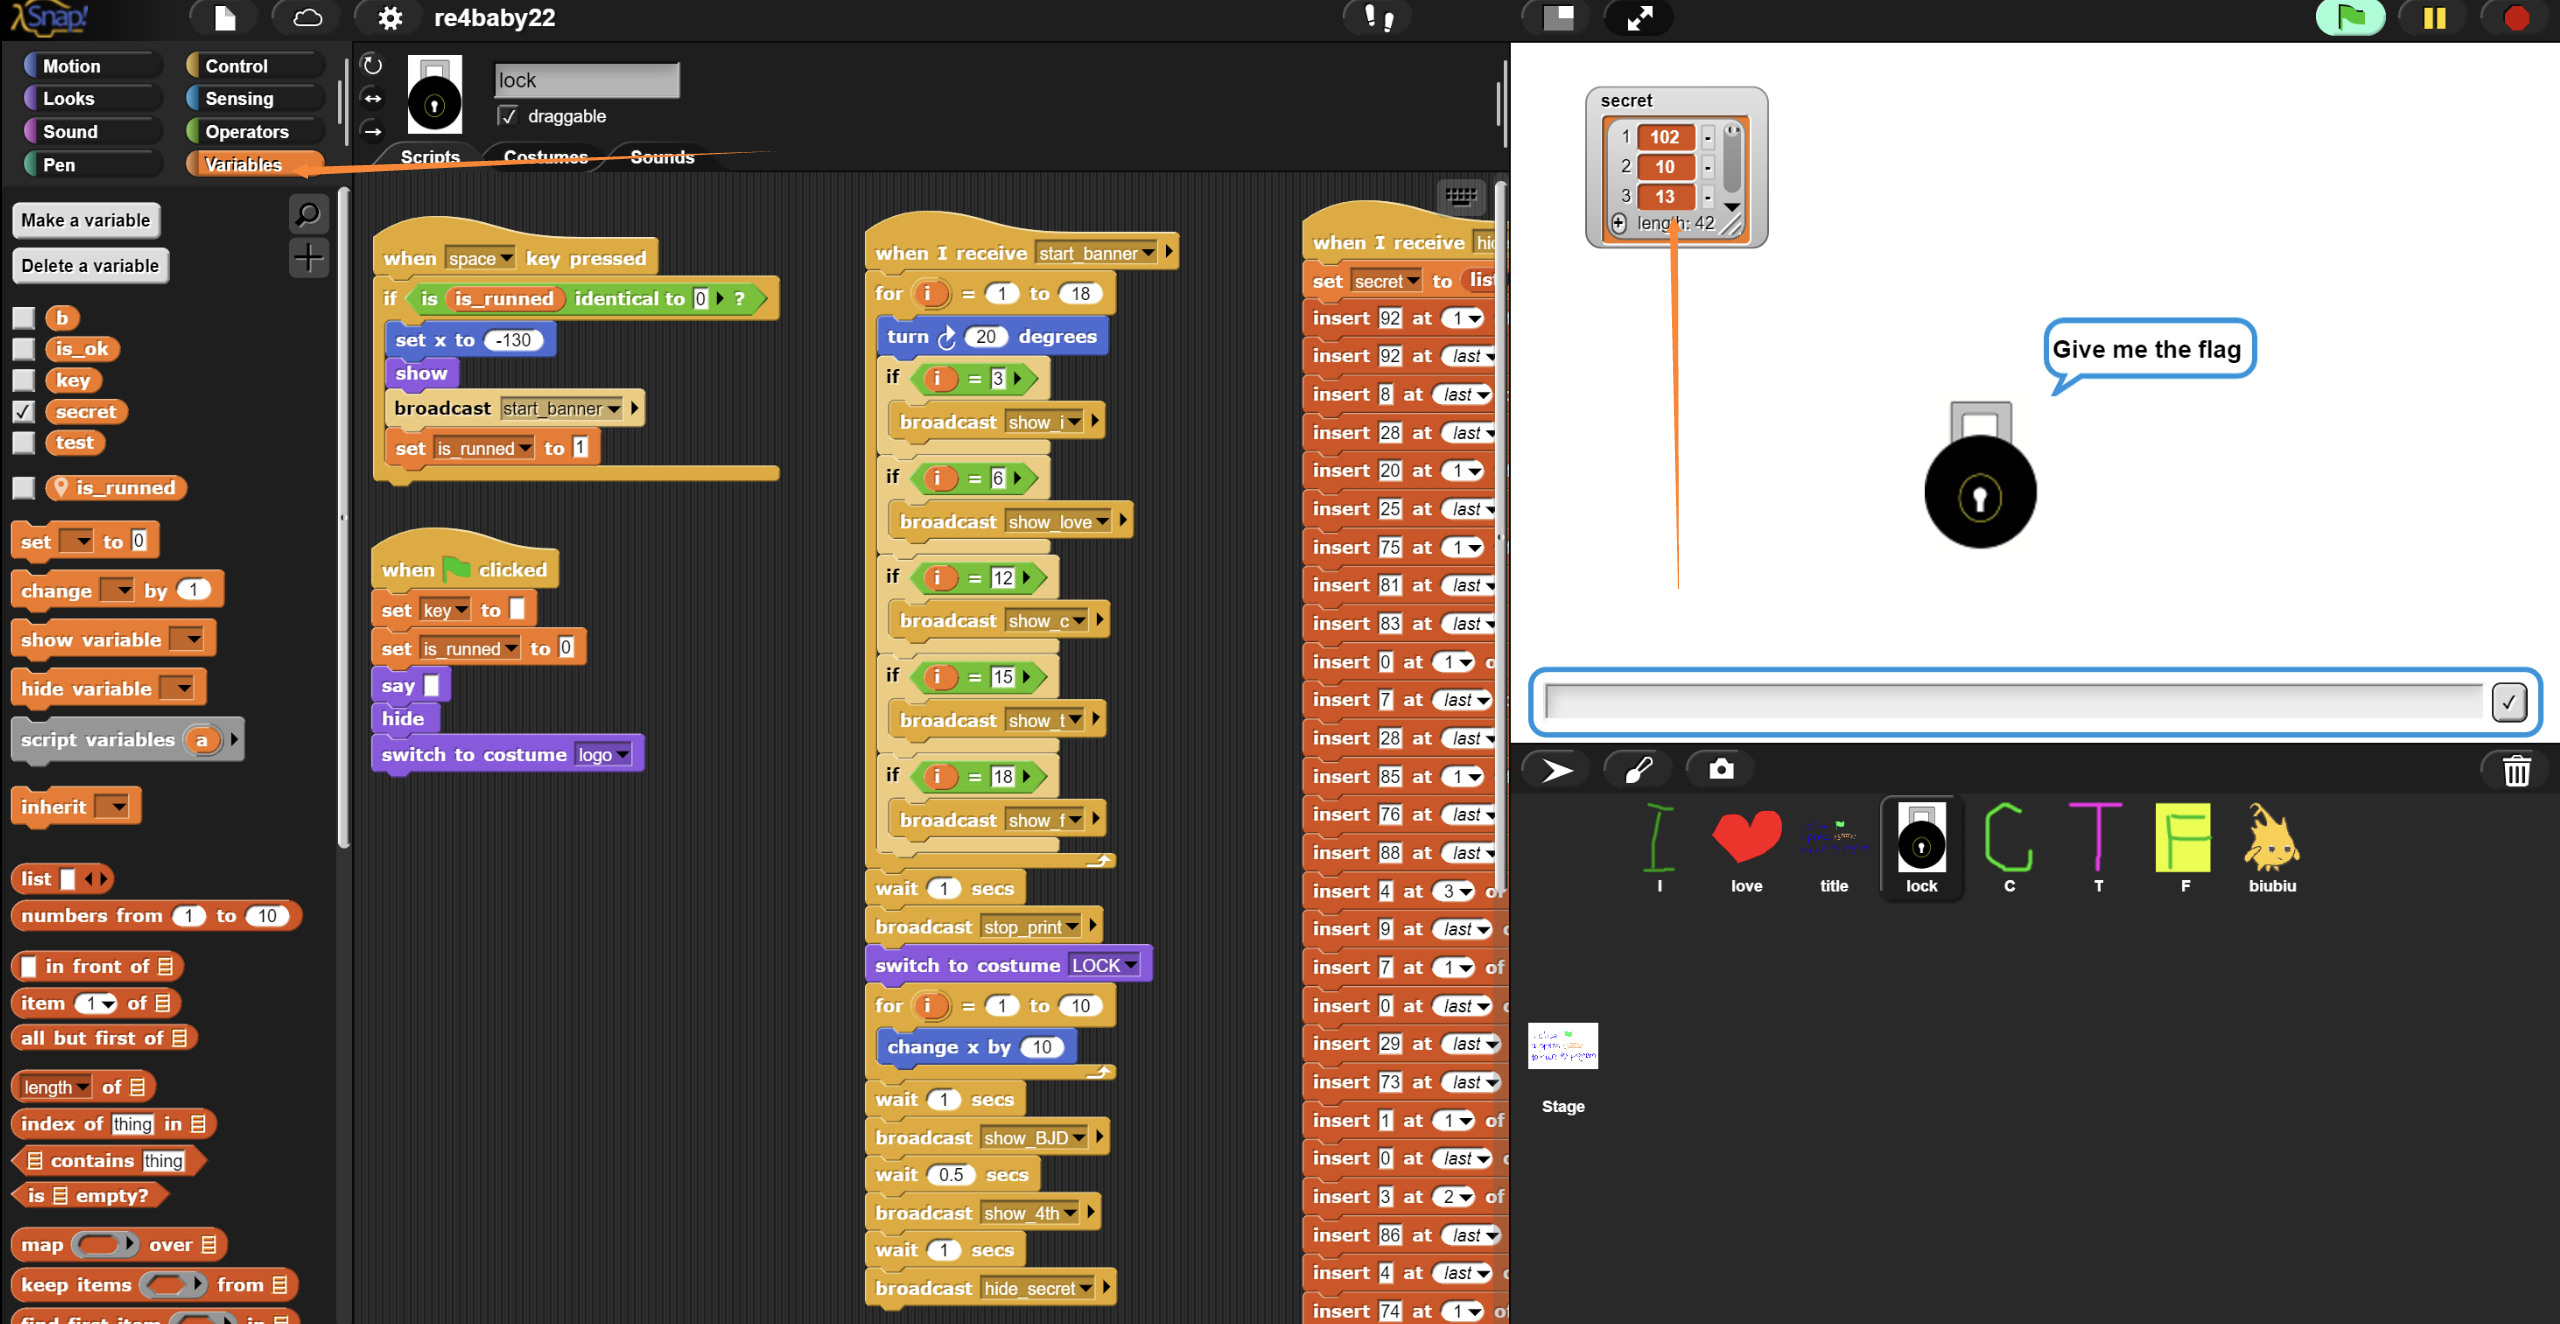 Snap!
re4baby22
Motion
Control
Looks
Sensing
Sound
Operators
Pen
Variables
lock
draggable
Scripts
Costumes
Sounds
Make a variable
Delete a variable
b
is_ok
key
secret
test
is_runned
set to 0
change by 1
show variable
hide variable
script variables a
inherit
list
numbers from 1 to 10
in front of
item 1 of
all but first of
length of
index of thing in
contains thing
is empty?
map over
keep items from
find first item in
when space key pressed
if is is_runned identical to 0 ?
set x to -130
show
broadcast start_banner
set is_runned to 1
when clicked
set key to
set is_runned to 0
say
hide
switch to costume logo
when I receive start_banner
for i = 1 to 18
turn 20 degrees
if i = 3
broadcast show_i
if i = 6
broadcast show_love
if i = 12
broadcast show_c
if i = 15
broadcast show_t
if i = 18
broadcast show_f
wait 1 secs
broadcast stop_print
switch to costume LOCK
for i = 1 to 10
change x by 10
wait 1 secs
broadcast show_BJD
wait 0.5 secs
broadcast show_4th
wait 1 secs
broadcast hide_secret
when I receive
set secret to list
insert 92 at 1
insert 92 at last
insert 8 at last
insert 28 at last
insert 20 at 1
insert 25 at last
insert 75 at 1
insert 81 at last
insert 83 at last
insert 0 at 1
insert 7 at last
insert 28 at last
insert 85 at 1
insert 76 at last
insert 88 at last
insert 4 at 3 of
insert 9 at last
insert 7 at 1 of
insert 0 at last
insert 29 at last
insert 73 at last
insert 1 at 1 of
insert 0 at last
insert 3 at 2 of
insert 86 at last
insert 4 at last
insert 74 at 1 of
secret
1 102 -
2 10 -
3 13 -
+ length: 42
Give me the flag
I
love
title
lock
C
T
F
biubiu
Stage